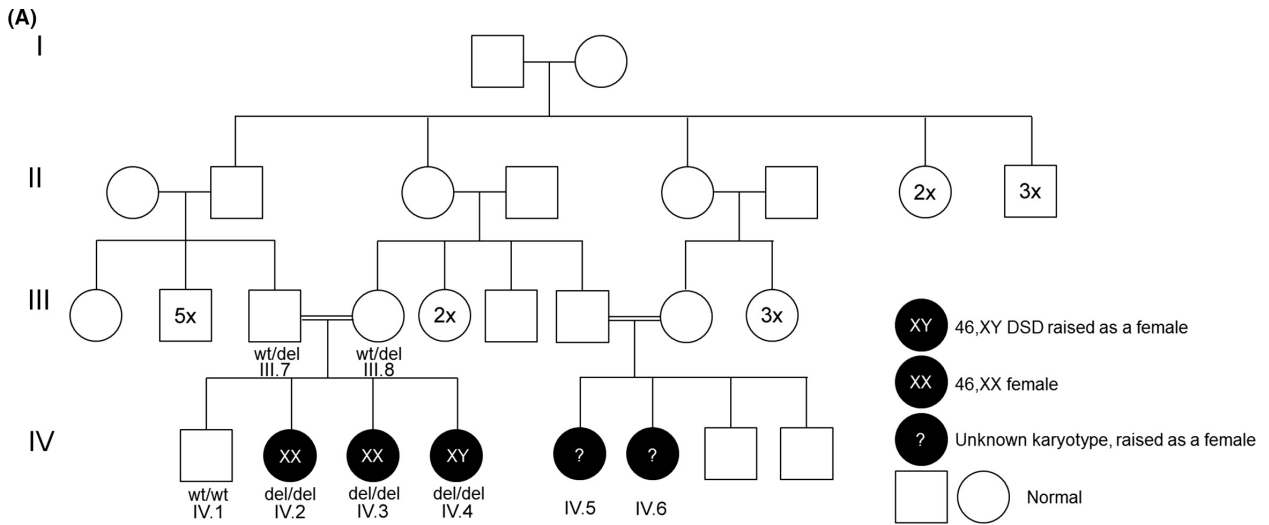 (A)
I
II
2x
3x
III
5x
2x
3x
wt/del
III.7
wt/del
III.8
IV
XX
XX
XY
?
?
wt/wt
IV.1
del/del
IV.2
del/del
IV.3
del/del
IV.4
IV.5
IV.6
XY 46,XY DSD raised as a female
XX 46,XX female
? Unknown karyotype, raised as a female
Normal